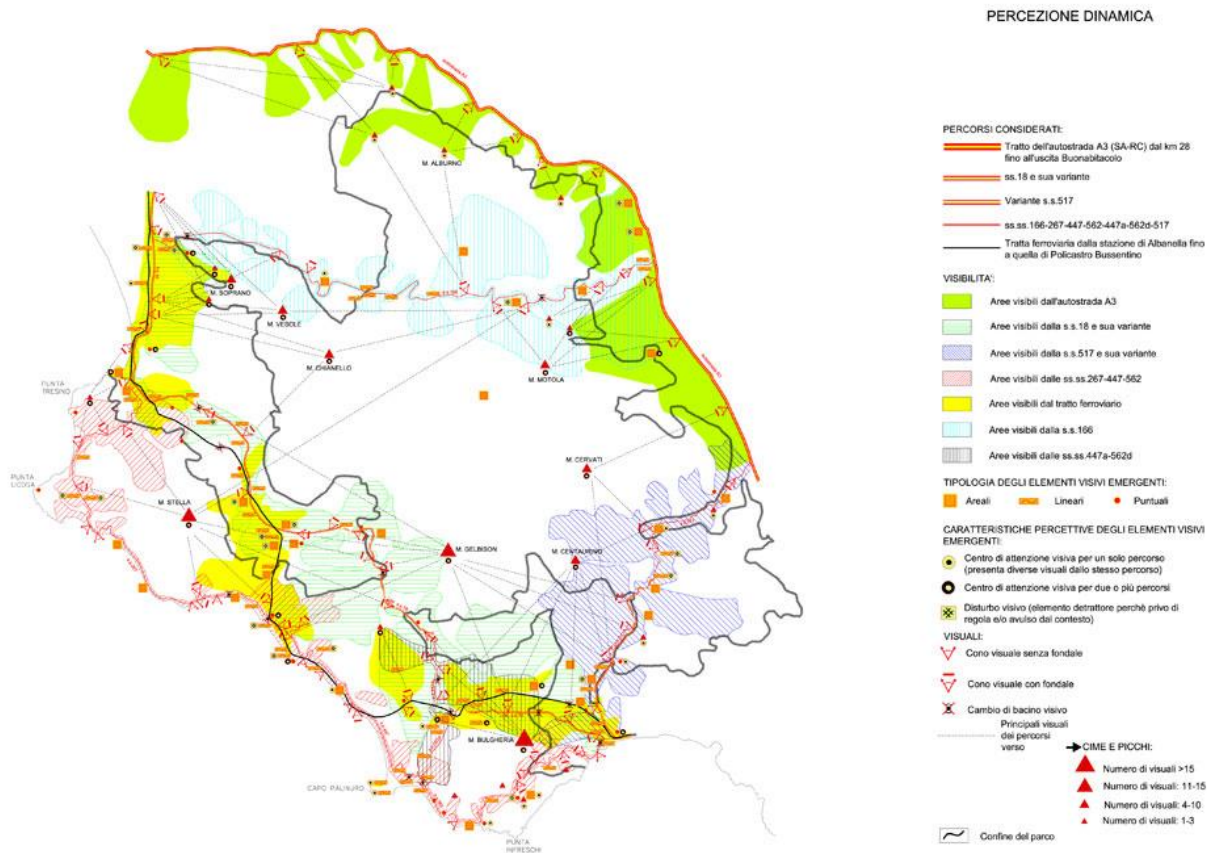 PERCEZIONE DINAMICA
PERCORSI CONSIDERATI:
Tratto dell'autostrada A3 (SA-RC) dal km 28
fino all'uscita Buonabitacolo
ss.18 e sua variante
Variante s.s.517
ss.ss.166-267-447-562-447a-562d-517
Tratta ferroviaria dalla stazione di Albanella fino
a quella di Policastro Bussentino
VISIBILITA':
Aree visibili dall'autostrada A3
Aree visibili dalla s.s.18 e sua variante
Aree visibili dalla s.s.517 e sua variante
Aree visibili dalle ss.ss.267-447-562
Aree visibili dal tratto ferroviario
Aree visibili dalla s.s.166
Aree visibili dalle ss.ss.447a-562d
TIPOLOGIA DEGLI ELEMENTI VISIVI EMERGENTI:
Areali Lineari Puntuali
CARATTERISTICHE PERCETTIVE DEGLI ELEMENTI VISIVI
EMERGENTI:
Centro di attenzione visiva per un solo percorso
(presenta diverse visuali dallo stesso percorso)
Centro di attenzione visiva per due o più percorsi
Disturbo visivo (elemento detrattore perchè privo di
regola e/o avulso dal contesto)
VISUALI:
Cono visuale senza fondale
Cono visuale con fondale
Cambio di bacino visivo
Principali visuali
dei percorsi
verso
CIME E PICCHI:
Numero di visuali >15
Numero di visuali: 11-15
Numero di visuali: 4-10
Numero di visuali: 1-3
Confine del parco
M. ALBURNO
M. SOPRANO
M. VESOLE
M. CHIANELLO
M. MOTOLA
PUNTA
TRESINO
M. CERVATI
PUNTA
LICOSA
M. STELLA
M. GELBISON
M. CENTAURINO
M. BULGHERIA
CAPO PALINURO
PUNTA
INFRESCHI